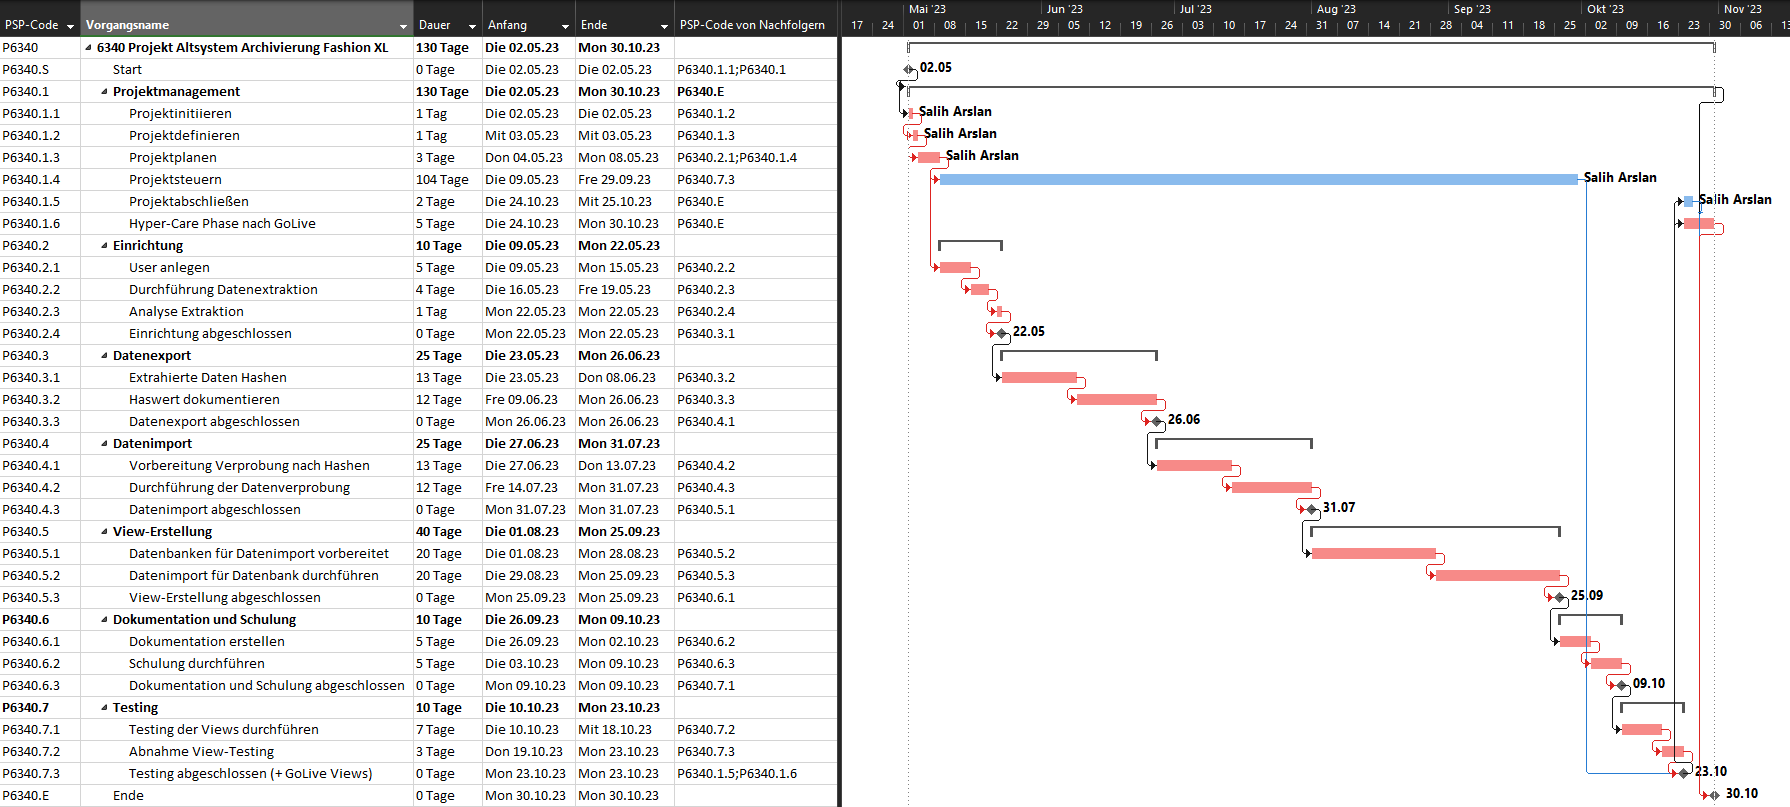 Mai '23 Jun '23 Jul '23 Aug '23 Sep '23 Okt '23 Nov '23
PSP-Code Vorgangsname Dauer Anfang Ende PSP-Code von Nachfolgern 17 24 01 08 15 22 29 05 12 19 26 03 10 17 24 31 07 14 21 28 04 11 18 25 02 09 16 23 30 06 13
P6340 6340 Projekt Altsystem Archivierung Fashion XL 130 Tage Die 02.05.23 Mon 30.10.23
P6340.S Start 0 Tage Die 02.05.23 Die 02.05.23 P6340.1.1;P6340.1 02.05
P6340.1 Projektmanagement 130 Tage Die 02.05.23 Mon 30.10.23 P6340.E
P6340.1.1 Projektinitiieren 1 Tag Die 02.05.23 Die 02.05.23 P6340.1.2 Salih Arslan
P6340.1.2 Projektdefinieren 1 Tag Mit 03.05.23 Mit 03.05.23 P6340.1.3 Salih Arslan
P6340.1.3 Projektplanen 3 Tage Don 04.05.23 Mon 08.05.23 P6340.2.1;P6340.1.4 Salih Arslan
P6340.1.4 Projektsteuern 104 Tage Die 09.05.23 Fre 29.09.23 P6340.7.3 Salih Arslan
P6340.1.5 Projektabschließen 2 Tage Die 24.10.23 Mit 25.10.23 P6340.E Salih Arslan
P6340.1.6 Hyper-Care Phase nach GoLive 5 Tage Die 24.10.23 Mon 30.10.23 P6340.E
P6340.2 Einrichtung 10 Tage Die 09.05.23 Mon 22.05.23
P6340.2.1 User anlegen 5 Tage Die 09.05.23 Mon 15.05.23 P6340.2.2
P6340.2.2 Durchführung Datenextraktion 4 Tage Die 16.05.23 Fre 19.05.23 P6340.2.3
P6340.2.3 Analyse Extraktion 1 Tag Mon 22.05.23 Mon 22.05.23 P6340.2.4
P6340.2.4 Einrichtung abgeschlossen 0 Tage Mon 22.05.23 Mon 22.05.23 P6340.3.1 22.05
P6340.3 Datenexport 25 Tage Die 23.05.23 Mon 26.06.23
P6340.3.1 Extrahierte Daten Hashen 13 Tage Die 23.05.23 Don 08.06.23 P6340.3.2
P6340.3.2 Haswert dokumentieren 12 Tage Fre 09.06.23 Mon 26.06.23 P6340.3.3
P6340.3.3 Datenexport abgeschlossen 0 Tage Mon 26.06.23 Mon 26.06.23 P6340.4.1 26.06
P6340.4 Datenimport 25 Tage Die 27.06.23 Mon 31.07.23
P6340.4.1 Vorbereitung Verprobung nach Hashen 13 Tage Die 27.06.23 Don 13.07.23 P6340.4.2
P6340.4.2 Durchführung der Datenverprobung 12 Tage Fre 14.07.23 Mon 31.07.23 P6340.4.3
P6340.4.3 Datenimport abgeschlossen 0 Tage Mon 31.07.23 Mon 31.07.23 P6340.5.1 31.07
P6340.5 View-Erstellung 40 Tage Die 01.08.23 Mon 25.09.23
P6340.5.1 Datenbanken für Datenimport vorbereitet 20 Tage Die 01.08.23 Mon 28.08.23 P6340.5.2
P6340.5.2 Datenimport für Datenbank durchführen 20 Tage Die 29.08.23 Mon 25.09.23 P6340.5.3
P6340.5.3 View-Erstellung abgeschlossen 0 Tage Mon 25.09.23 Mon 25.09.23 P6340.6.1 25.09
P6340.6 Dokumentation und Schulung 10 Tage Die 26.09.23 Mon 09.10.23
P6340.6.1 Dokumentation erstellen 5 Tage Die 26.09.23 Mon 02.10.23 P6340.6.2
P6340.6.2 Schulung durchführen 5 Tage Die 03.10.23 Mon 09.10.23 P6340.6.3
P6340.6.3 Dokumentation und Schulung abgeschlossen 0 Tage Mon 09.10.23 Mon 09.10.23 P6340.7.1 09.10
P6340.7 Testing 10 Tage Die 10.10.23 Mon 23.10.23
P6340.7.1 Testing der Views durchführen 7 Tage Die 10.10.23 Mit 18.10.23 P6340.7.2
P6340.7.2 Abnahme View-Testing 3 Tage Don 19.10.23 Mon 23.10.23 P6340.7.3
P6340.7.3 Testing abgeschlossen (+ GoLive Views) 0 Tage Mon 23.10.23 Mon 23.10.23 P6340.1.5;P6340.1.6 23.10
P6340.E Ende 0 Tage Mon 30.10.23 Mon 30.10.23 30.10